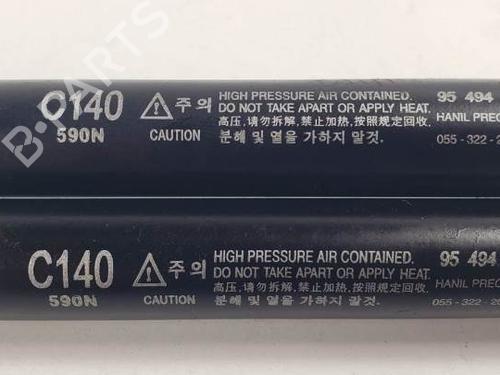 C140
590N
주의
CAUTION
HIGH PRESSURE AIR CONTAINED.
DO NOT TAKE APART OR APPLY HEAT.
高压,请勿拆解,禁止加热,按照规定回收.
분해 및 열을 가하지 말것.
95 494
HANIL PREC
055-322-2
C140
590N
주의
CAUTION
HIGH PRESSURE AIR CONTAINED.
DO NOT TAKE APART OR APPLY HEAT.
高压,请勿拆解,禁止加热,按照规定回收.
분해 및 열을 가하지 말것.
95 494
HANIL PREC
055-322-26
B-PARTS